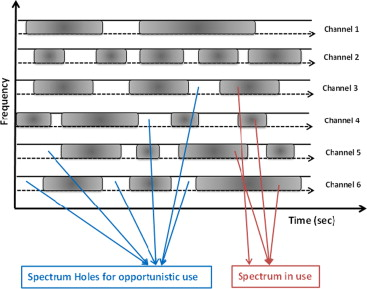 Channel 1
Channel 2
Channel 3
Channel 4
Channel 5
Channel 6
Frequency
Time (sec)
Spectrum Holes for opportunistic use
Spectrum in use